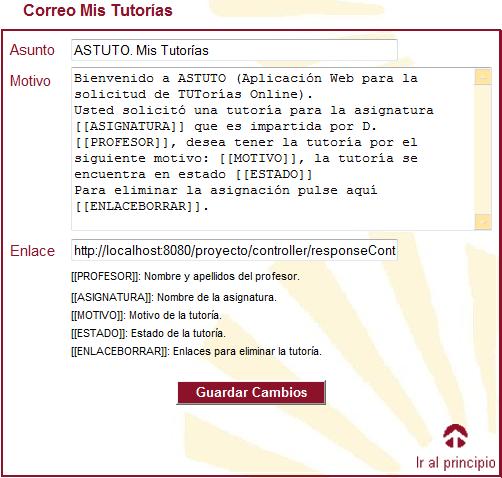 Correo Mis Tutorías
Asunto
ASTUTO. Mis Tutorías
Motivo
Bienvenido a ASTUTO (Aplicación Web para la
solicitud de TUTorías Online).
Usted solicitó una tutoría para la asignatura
[[ASIGNATURA]] que es impartida por D.
[[PROFESOR]], desea tener la tutoría por el
siguiente motivo: [[MOTIVO]], la tutoría se
encuentra en estado [[ESTADO]]
Para eliminar la asignación pulse aquí
[[ENLACEBORRAR]].
Enlace
http://localhost:8080/proyecto/controller/responseCont
[[PROFESOR]]: Nombre y apellidos del profesor.
[[ASIGNATURA]]: Nombre de la asignatura.
[[MOTIVO]]: Motivo de la tutoría.
[[ESTADO]]: Estado de la tutoría.
[[ENLACEBORRAR]]: Enlaces para eliminar la tutoría.
Guardar Cambios
Ir al principio